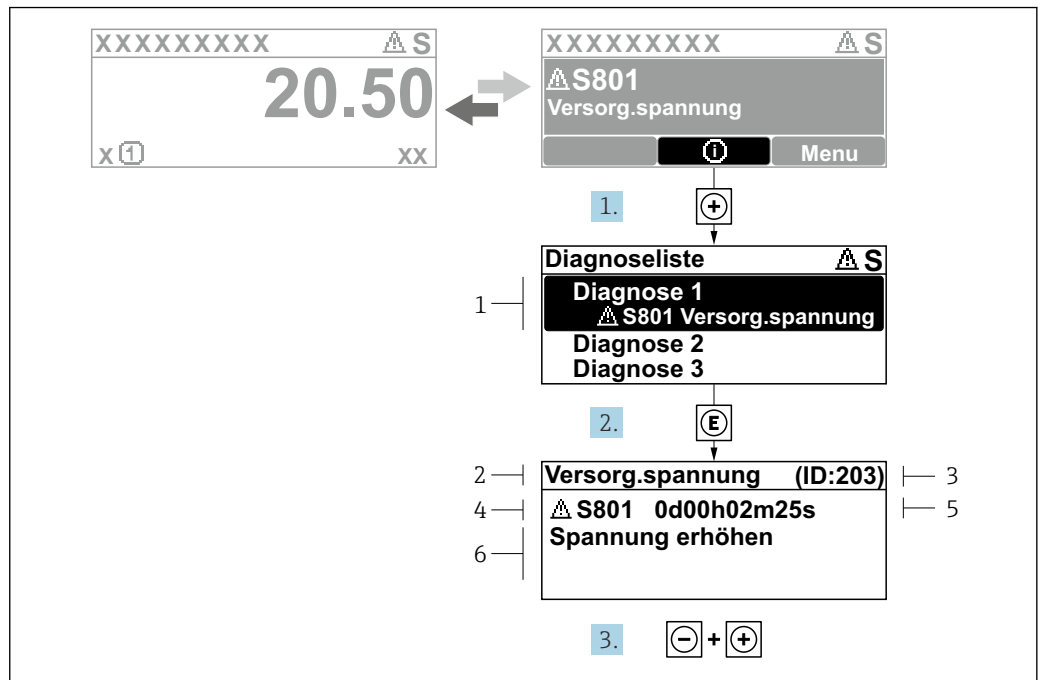 XXXXXXXXX ⚠ S
20.50
X 1 XX
XXXXXXXXX ⚠ S
⚠S801
Versorg.spannung
i Menu
1. +
Diagnoseliste ⚠ S
1
Diagnose 1
⚠ S801 Versorg.spannung
Diagnose 2
Diagnose 3
2. E
2 Versorg.spannung (ID:203) 3
4 ⚠ S801 0d00h02m25s 5
6 Spannung erhöhen
3. - + +